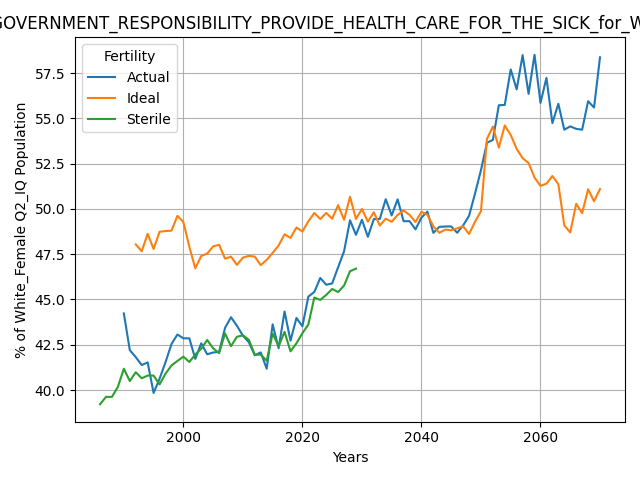 GOVERNMENT_RESPONSIBILITY_PROVIDE_HEALTH_CARE_FOR_THE_SICK_for_W
Fertility
Actual
Ideal
Sterile
% of White_Female Q2_IQ Population
57.5
55.0
52.5
50.0
47.5
45.0
42.5
40.0
2000
2020
2040
2060
Years